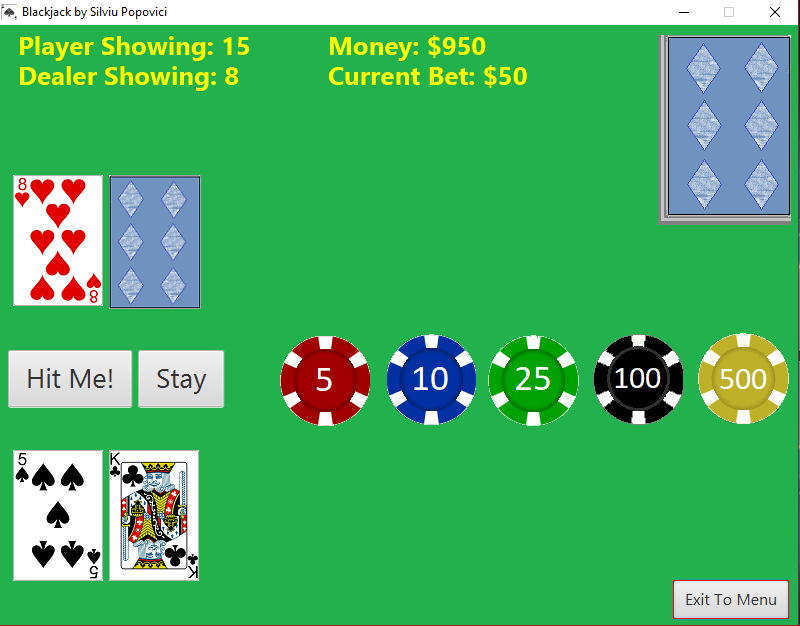 Blackjack by Silviu Popovici
Player Showing: 15
Money: $950
Dealer Showing: 8
Current Bet: $50
8
8
Hit Me!
Stay
5
10
25
100
500
5
K
5
K
Exit To Menu